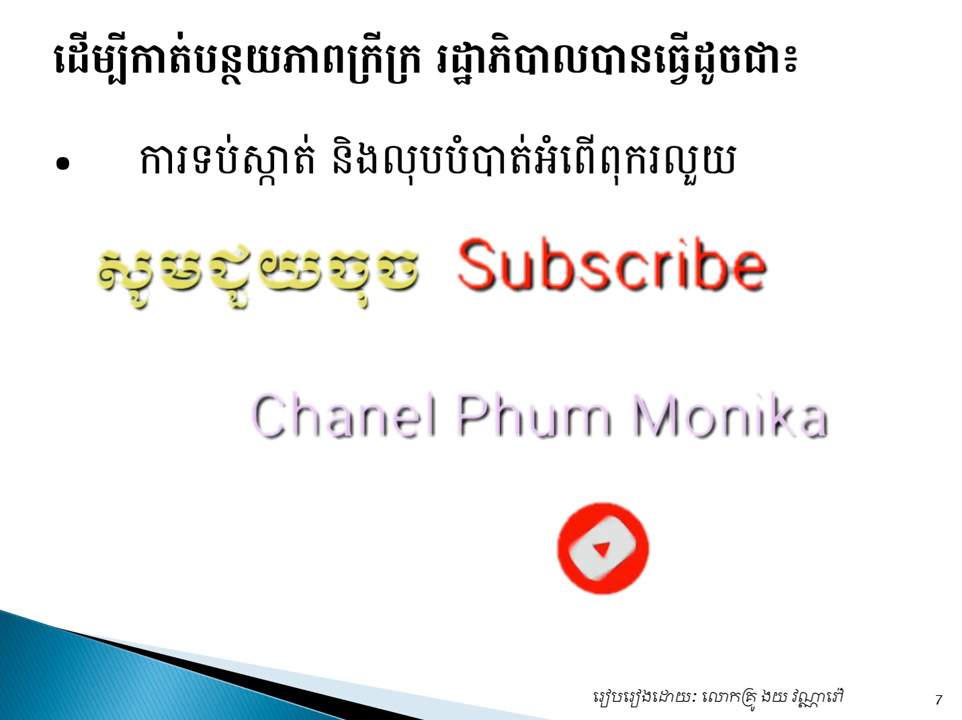 ដើម្បីកាត់បន្ថយភាពក្រីក្រ រដ្ឋាភិបាលបានធ្វើដូចជា៖
• ការទប់ស្កាត់ និងលុបបំបាត់អំពើពុករលួយ
សូមជួយចុច Subscribe
Chanel Phum Monika
រៀបរៀងដោយ: លោកគ្រូ ងយ វណ្ណាវៅ
7